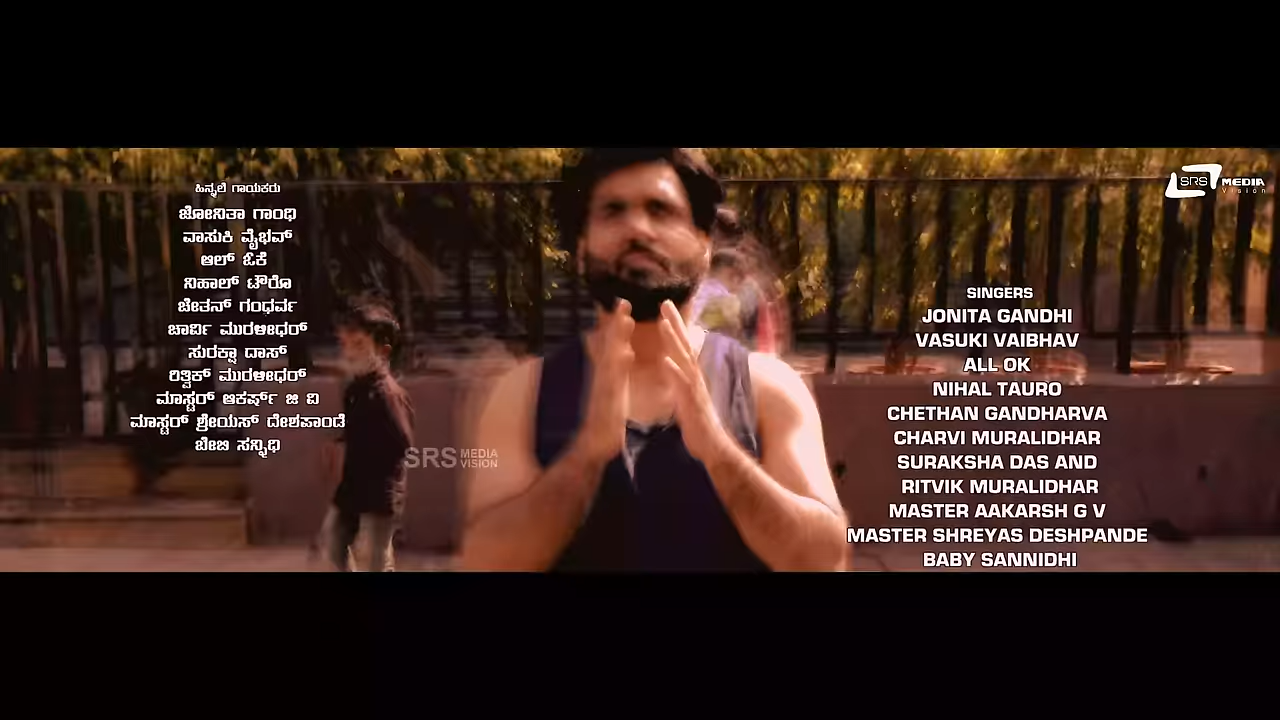 ಹಿನ್ನಲೆ ಗಾಯಕರು
ಜೋನಿತಾ ಗಾಂಧಿ
ವಾಸುಕಿ ವೈಭವ್
ಆಲ್ ಓಕೆ
ನಿಹಾಲ್ ಟೌರೊ
ಚೇತನ್ ಗಂಧರ್ವ
ಚಾರ್ವಿ ಮುರಳೀಧರ್
ಸುರಕ್ಷಾ ದಾಸ್
ರಿತ್ವಿಕ್ ಮುರಳೀಧರ್
ಮಾಸ್ಟರ್ ಆಕರ್ಷ್ ಜಿ ವಿ
ಮಾಸ್ಟರ್ ಶ್ರೇಯಸ್ ದೇಶಪಾಂಡೆ
ಬೇಬಿ ಸನ್ನಿಧಿ
SRS MEDIA
VISION
SRS MEDIA
Vision
SINGERS
JONITA GANDHI
VASUKI VAIBHAV
ALL OK
NIHAL TAURO
CHETHAN GANDHARVA
CHARVI MURALIDHAR
SURAKSHA DAS AND
RITVIK MURALIDHAR
MASTER AAKARSH G V
MASTER SHREYAS DESHPANDE
BABY SANNIDHI